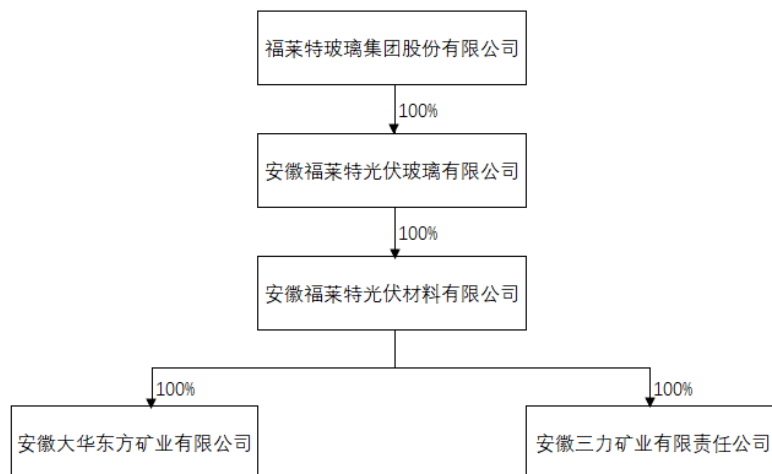 福莱特玻璃集团股份有限公司
100%
安徽福莱特光伏玻璃有限公司
100%
安徽福莱特光伏材料有限公司
100%
100%
安徽大华东方矿业有限公司
安徽三力矿业有限责任公司